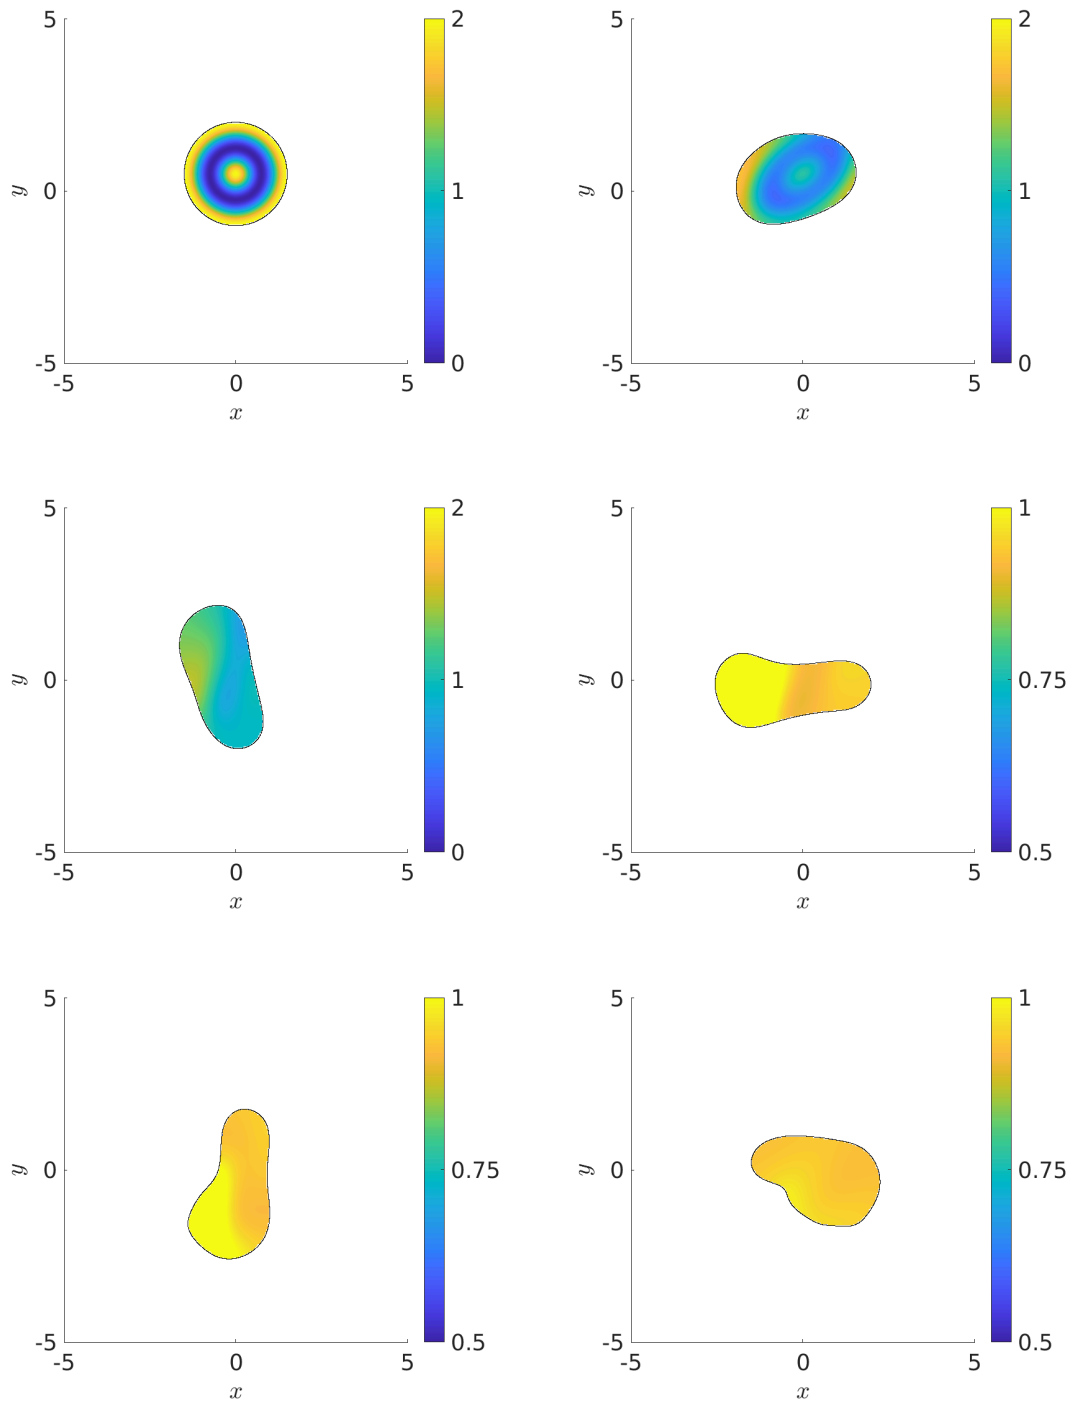 5 2 5 2
y 0 1 y 0 1
-5 0 -5 0
-5 0 5 -5 0 5
x x
5 2 5 1
y 0 1 y 0 0.75
-5 0 -5 0.5
-5 0 5 -5 0 5
x x
5 1 5 1
y 0 0.75 y 0 0.75
-5 0.5 -5 0.5
-5 0 5 -5 0 5
x x